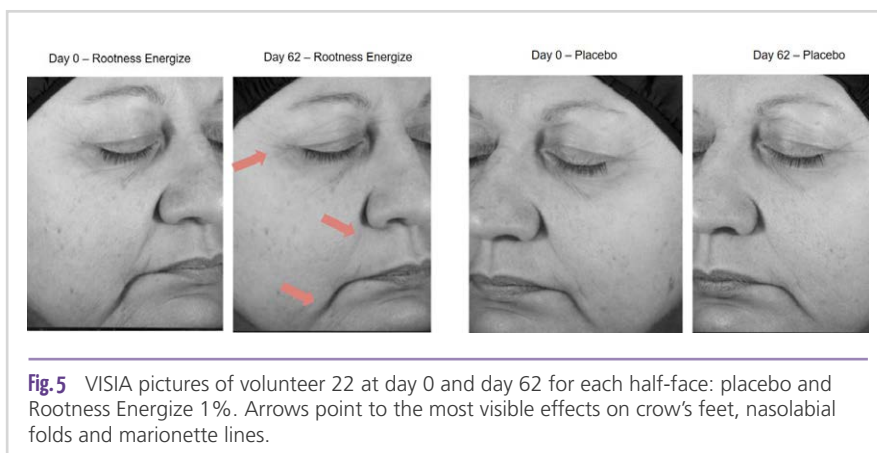 Day 0 – Rootness Energize
Day 62 – Rootness Energize
Day 0 – Placebo
Day 62 – Placebo
Fig. 5 VISIA pictures of volunteer 22 at day 0 and day 62 for each half-face: placebo and
Rootness Energize 1%. Arrows point to the most visible effects on crow’s feet, nasolabial
folds and marionette lines.